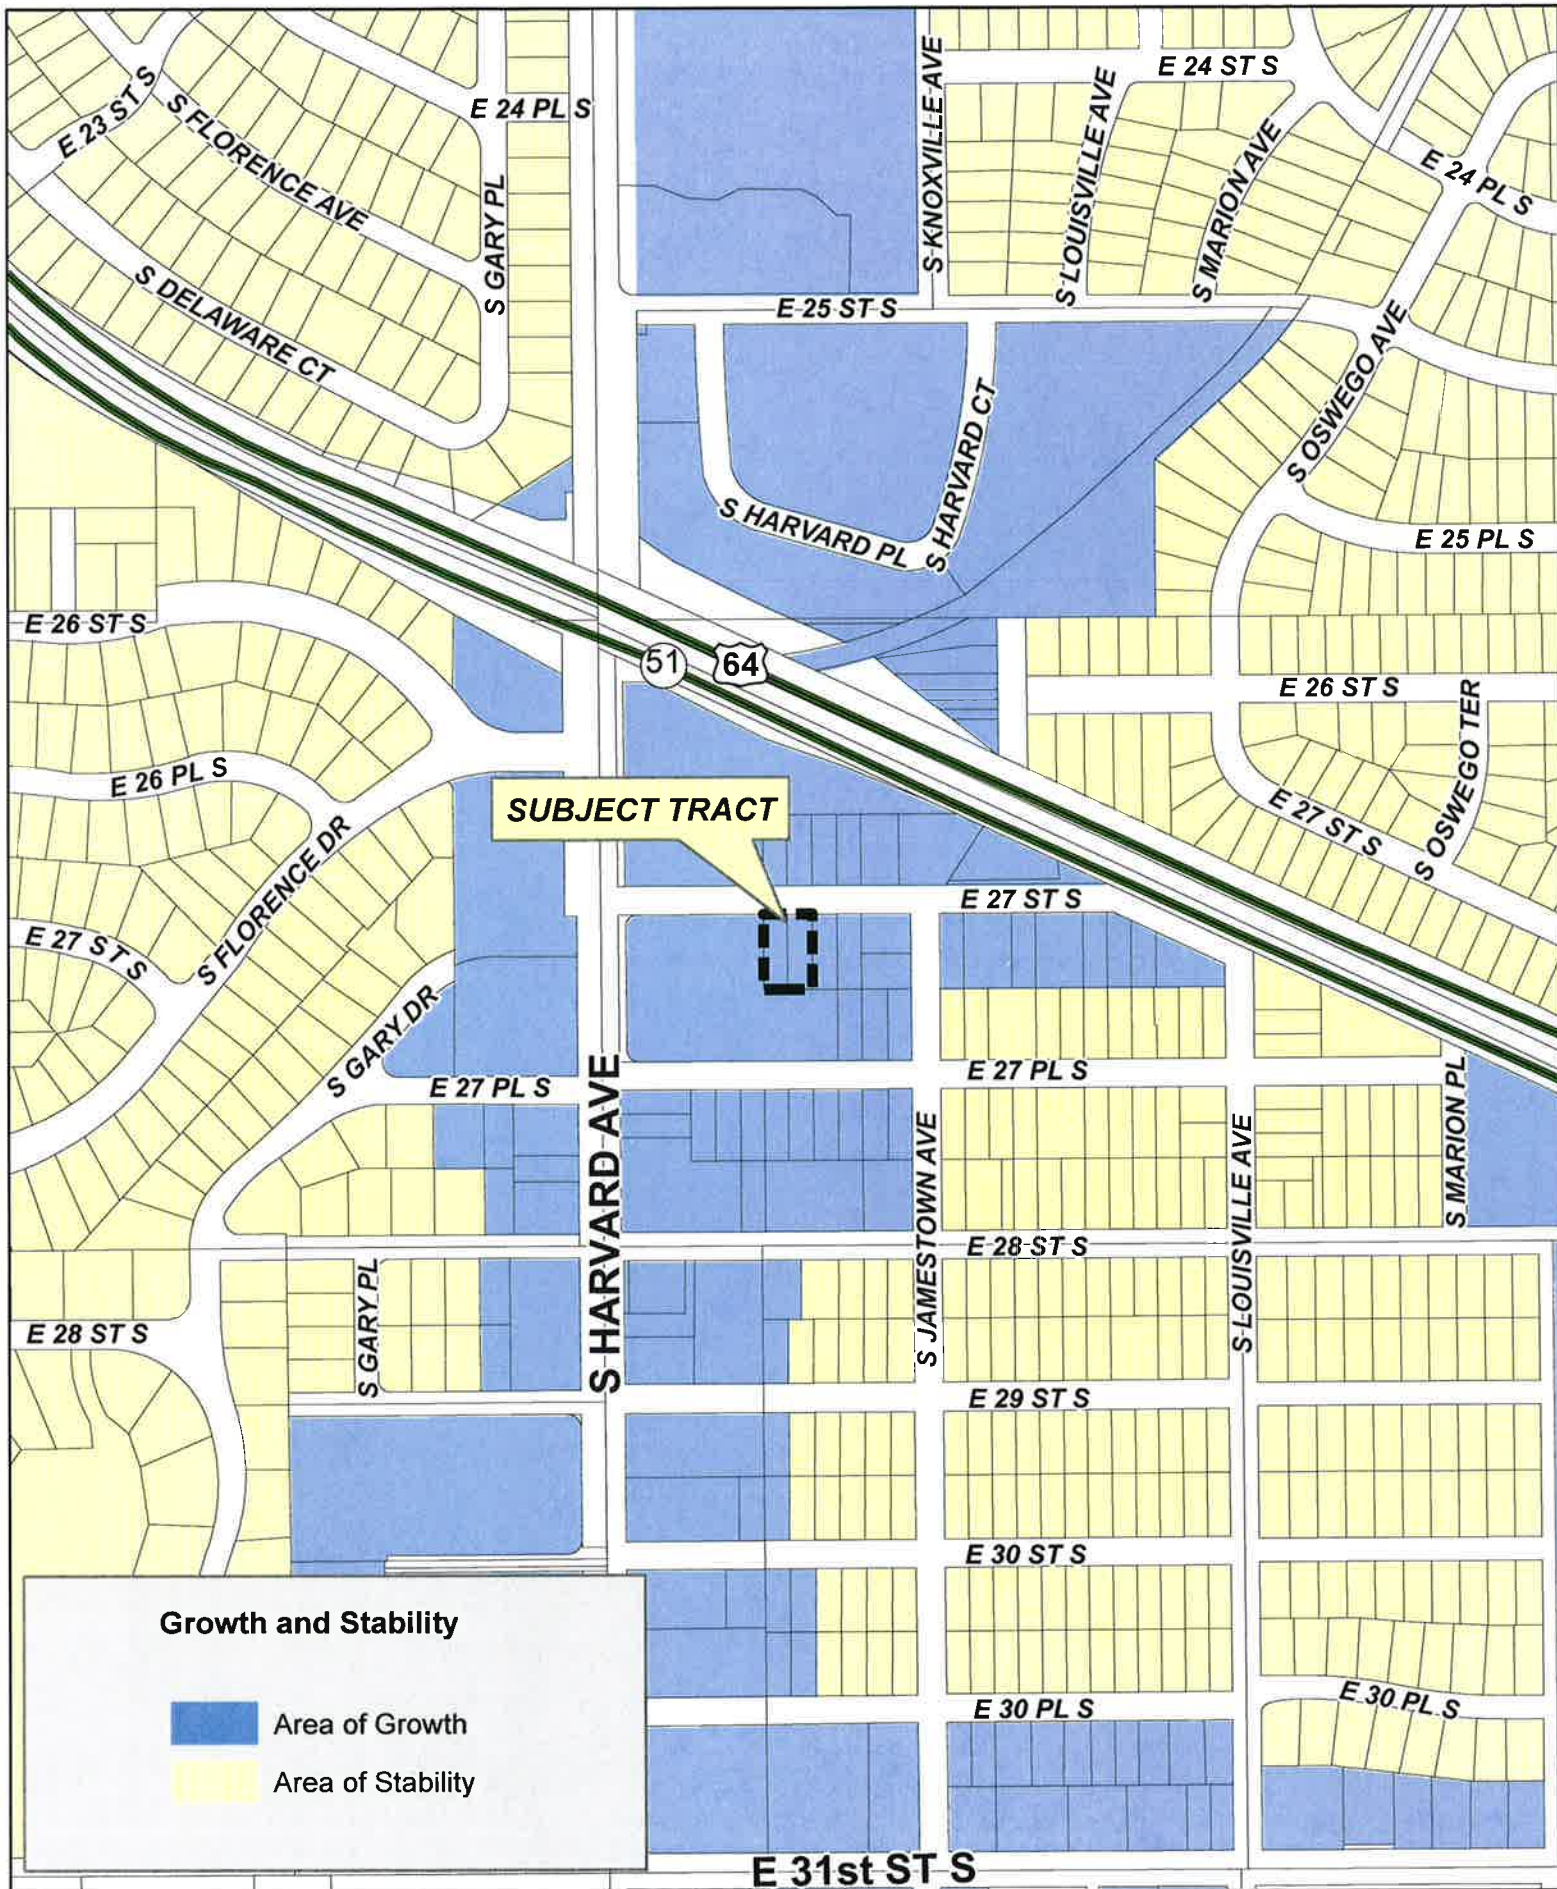 E 24 ST S
E 24 PL S
E 23 ST S
S FLORENCE AVE
S KNOXVILLE AVE
S LOUISVILLE AVE
S MARION AVE
E 24 PL S
S GARY PL
S DELAWARE CT
E 25 ST S
S OSWEGO AVE
S HARVARD CT
S HARVARD PL
E 25 PL S
E 26 ST S
51
64
E 26 ST S
S OSWEGO TER
E 26 PL S
SUBJECT TRACT
E 27 ST S
S FLORENCE DR
E 27 ST S
E 27 ST S
S GARY DR
E 27 PL S
E 27 PL S
S HARVARD AVE
S JAMESTOWN AVE
S LOUISVILLE AVE
S MARION PL
E 28 ST S
S GARY PL
E 28 ST S
E 29 ST S
E 30 ST S
Growth and Stability
E 30 PL S
E 30 PL S
Area of Growth
Area of Stability
E 31st ST S